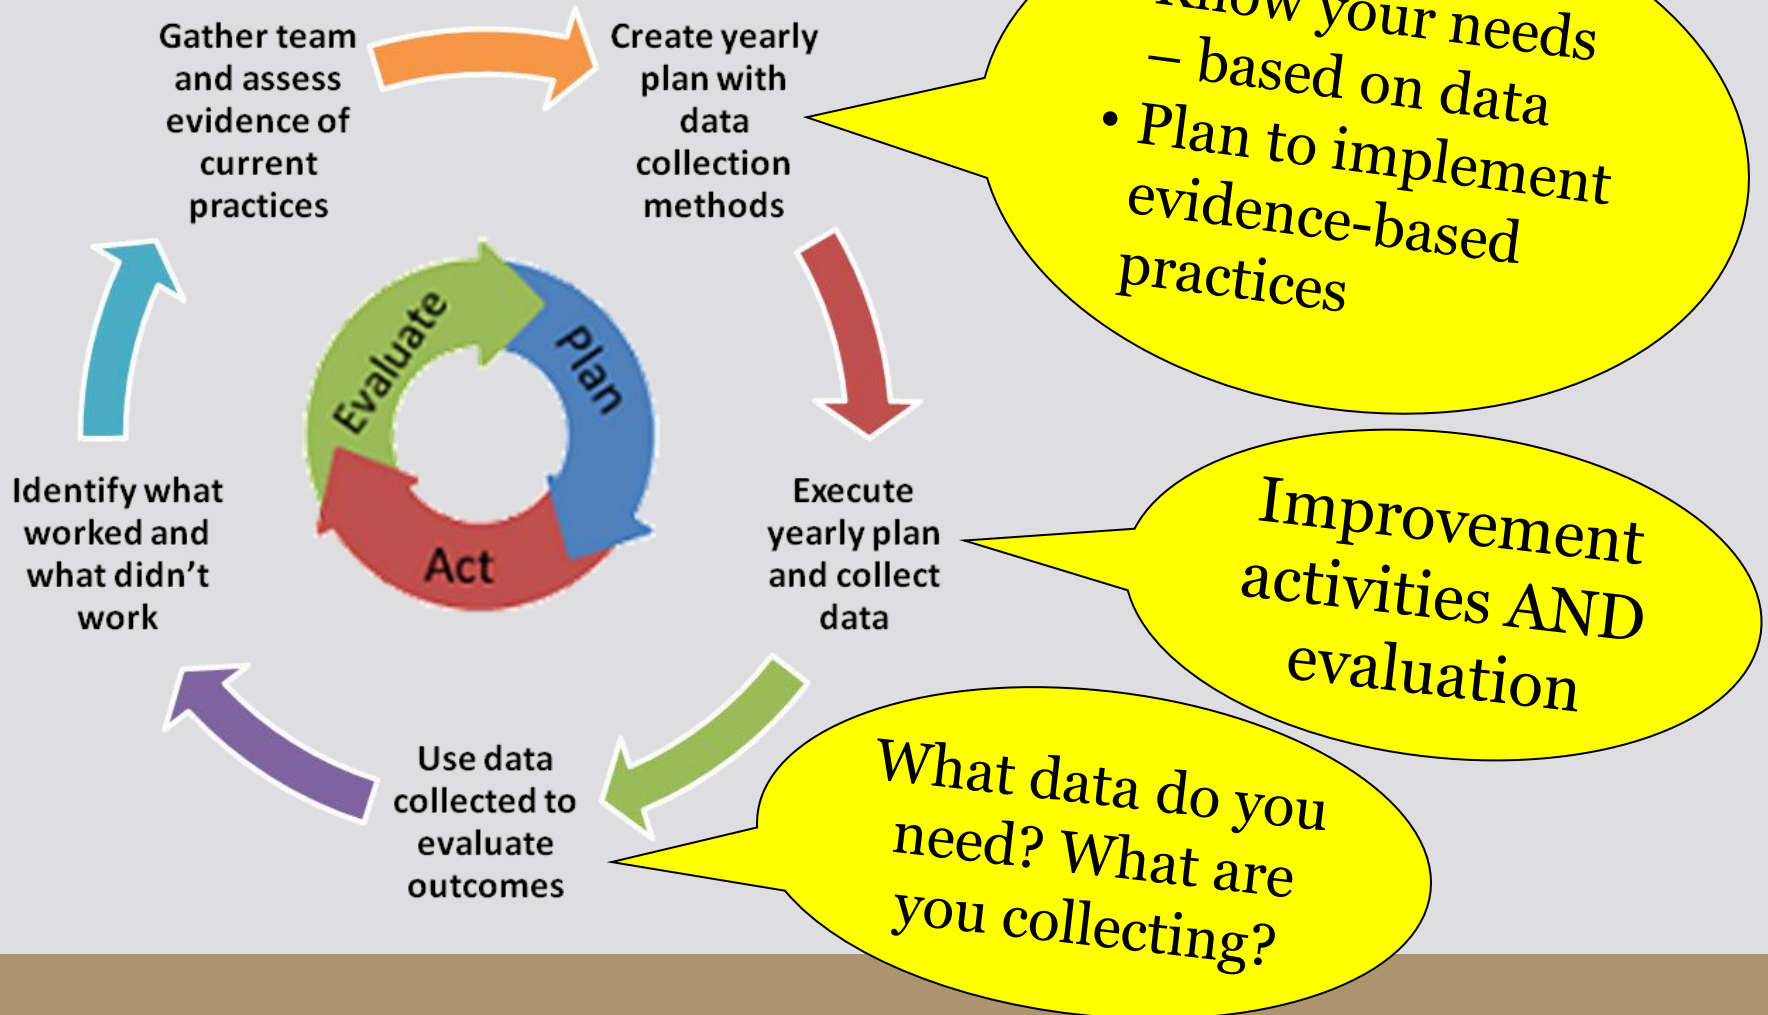 Gather team
and assess
evidence of
current
practices
Create yearly
plan with
data
collection
methods
Know your needs
– based on data
• Plan to implement
evidence-based
practices
Evaluate
Plan
Act
Identify what
worked and
what didn’t
work
Execute
yearly plan
and collect
data
Improvement
activities AND
evaluation
Use data
collected to
evaluate
outcomes
What data do you
need? What are
you collecting?